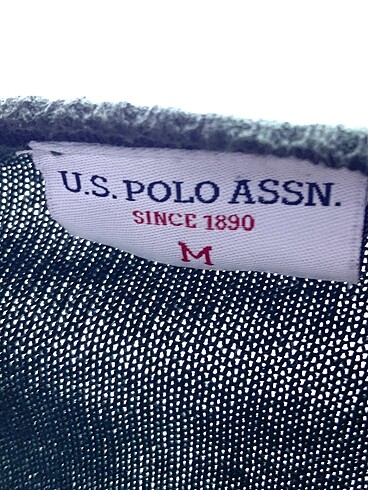 U.S. POLO ASSN.
SINCE 1890
M